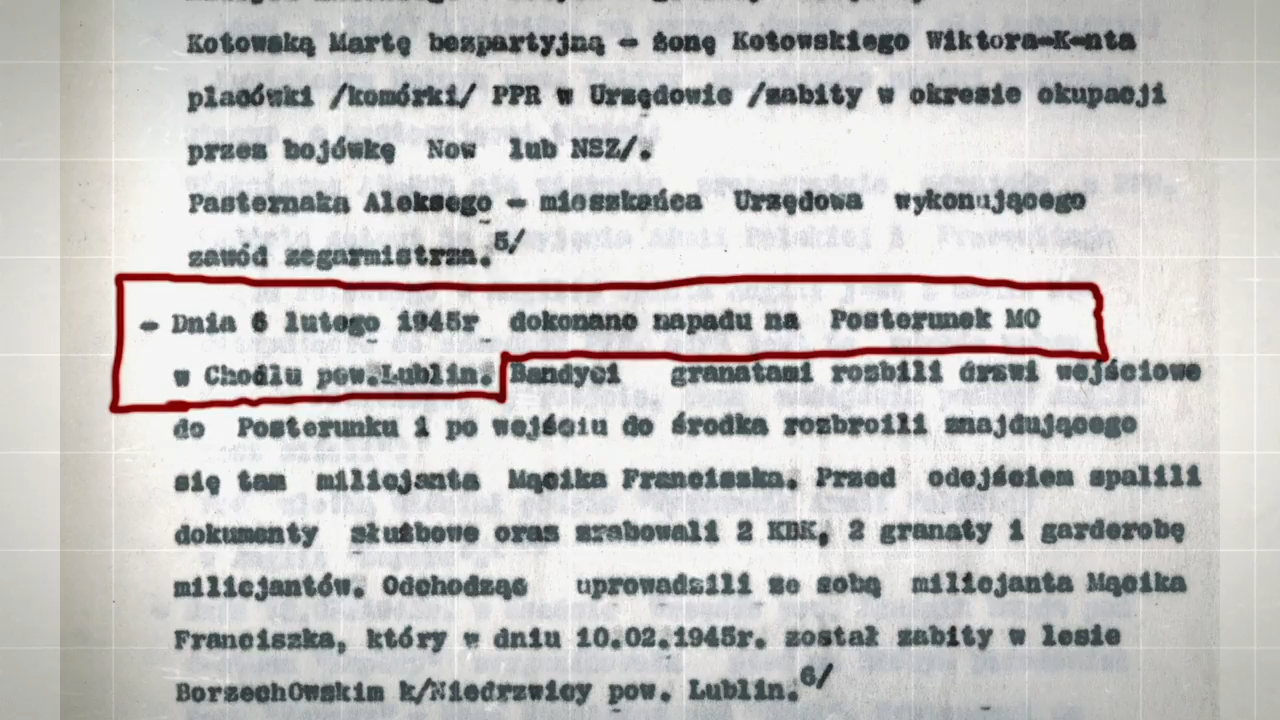 Kotowską Martę bezpartyjną - żonę Kotowskiego Wiktora-K-nta
placówki /komórki/ PPR w Urzędowie /zabity w okresie okupacji
przez bojówkę Now lub NSZ/.
Pasternaka Aleksego - mieszkańca Urzędowa wykonującego
zawód zegarmistrza.5/
- Dnia 6 lutego 1945r dokonano napadu na Posterunek MO
w Chodlu pow.Lublin. Bandyci granatami rozbili drzwi wejściowe
do Posterunku i po wejściu do środka rozbroili znajdującego
się tam milicjanta Mącika Franciszka. Przed odejściem spalili
dokumenty służbowe oraz zrabowali 2 KBK, 2 granaty i garderobę
milicjantów. Odchodząc uprowadzili ze sobą milicjanta Mącika
Franciszka, który w dniu 10.02.1945r. został zabity w lesie
BorzechOwskim k/Niedrzwicy pow. Lublin.6/